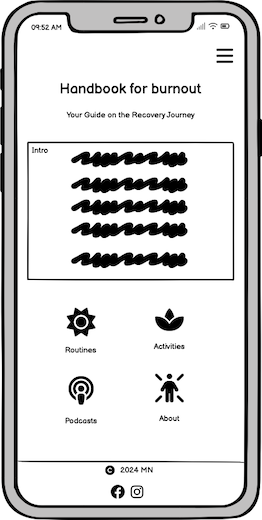 09:52 AM
Handbook for burnout
Your Guide on the Recovery Journey
Intro
Routines
Activities
Podcasts
About
C 2024 MN